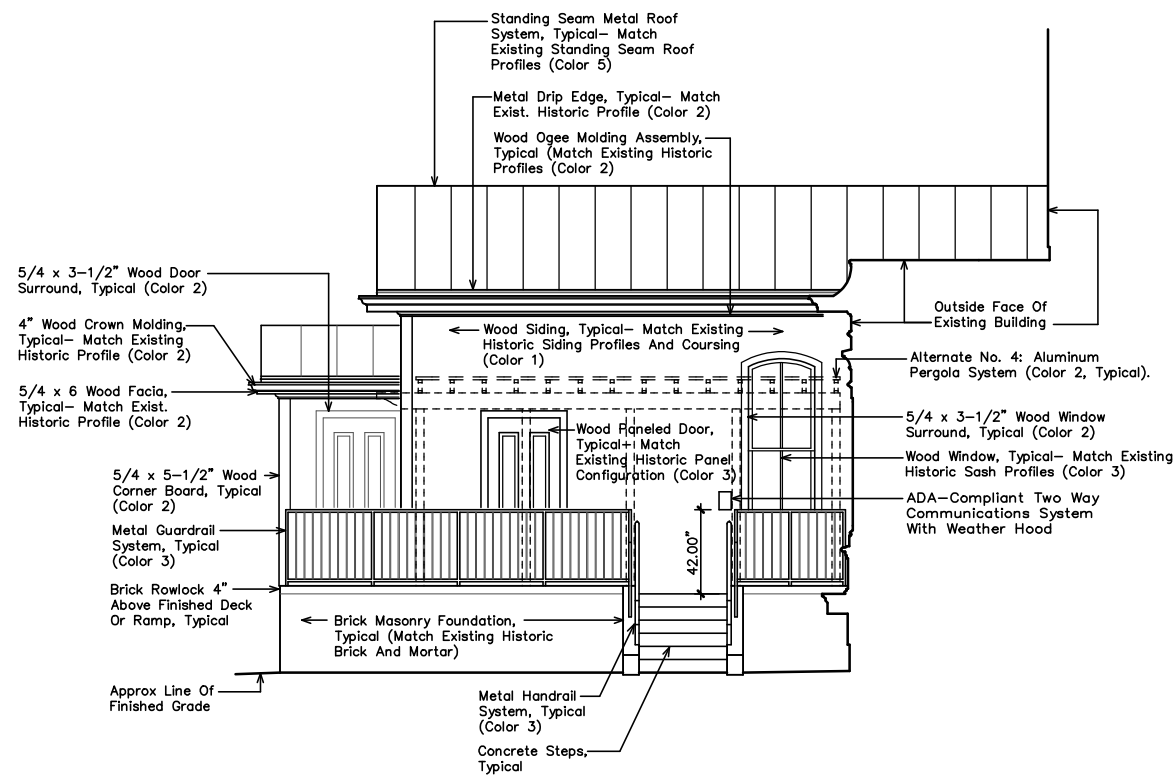 Standing Seam Metal Roof
System, Typical– Match
Existing Standing Seam Roof
Profiles (Color 5)
Metal Drip Edge, Typical– Match
Exist. Historic Profile (Color 2)
Wood Ogee Molding Assembly,
Typical (Match Existing Historic
Profiles (Color 2)
5/4 x 3–1/2” Wood Door
Surround, Typical (Color 2)
4” Wood Crown Molding,
Typical– Match Existing
Historic Profile (Color 2)
5/4 x 6 Wood Facia,
Typical– Match Exist.
Historic Profile (Color 2)
5/4 x 5–1/2” Wood
Corner Board, Typical
(Color 2)
Metal Guardrail
System, Typical
(Color 3)
Brick Rowlock 4”
Above Finished Deck
Or Ramp, Typical
Approx Line Of
Finished Grade
Wood Siding, Typical– Match Existing
Historic Siding Profiles And Coursing
(Color 1)
Wood Paneled Door,
Typical– Match
Existing Historic Panel
Configuration (Color 3)
42.00”
Brick Masonry Foundation,
Typical (Match Existing Historic
Brick And Mortar)
Metal Handrail
System, Typical
(Color 3)
Concrete Steps,
Typical
Outside Face Of
Existing Building
Alternate No. 4: Aluminum
Pergola System (Color 2, Typical).
5/4 x 3–1/2” Wood Window
Surround, Typical (Color 2)
Wood Window, Typical– Match Existing
Historic Sash Profiles (Color 3)
ADA–Compliant Two Way
Communications System
With Weather Hood